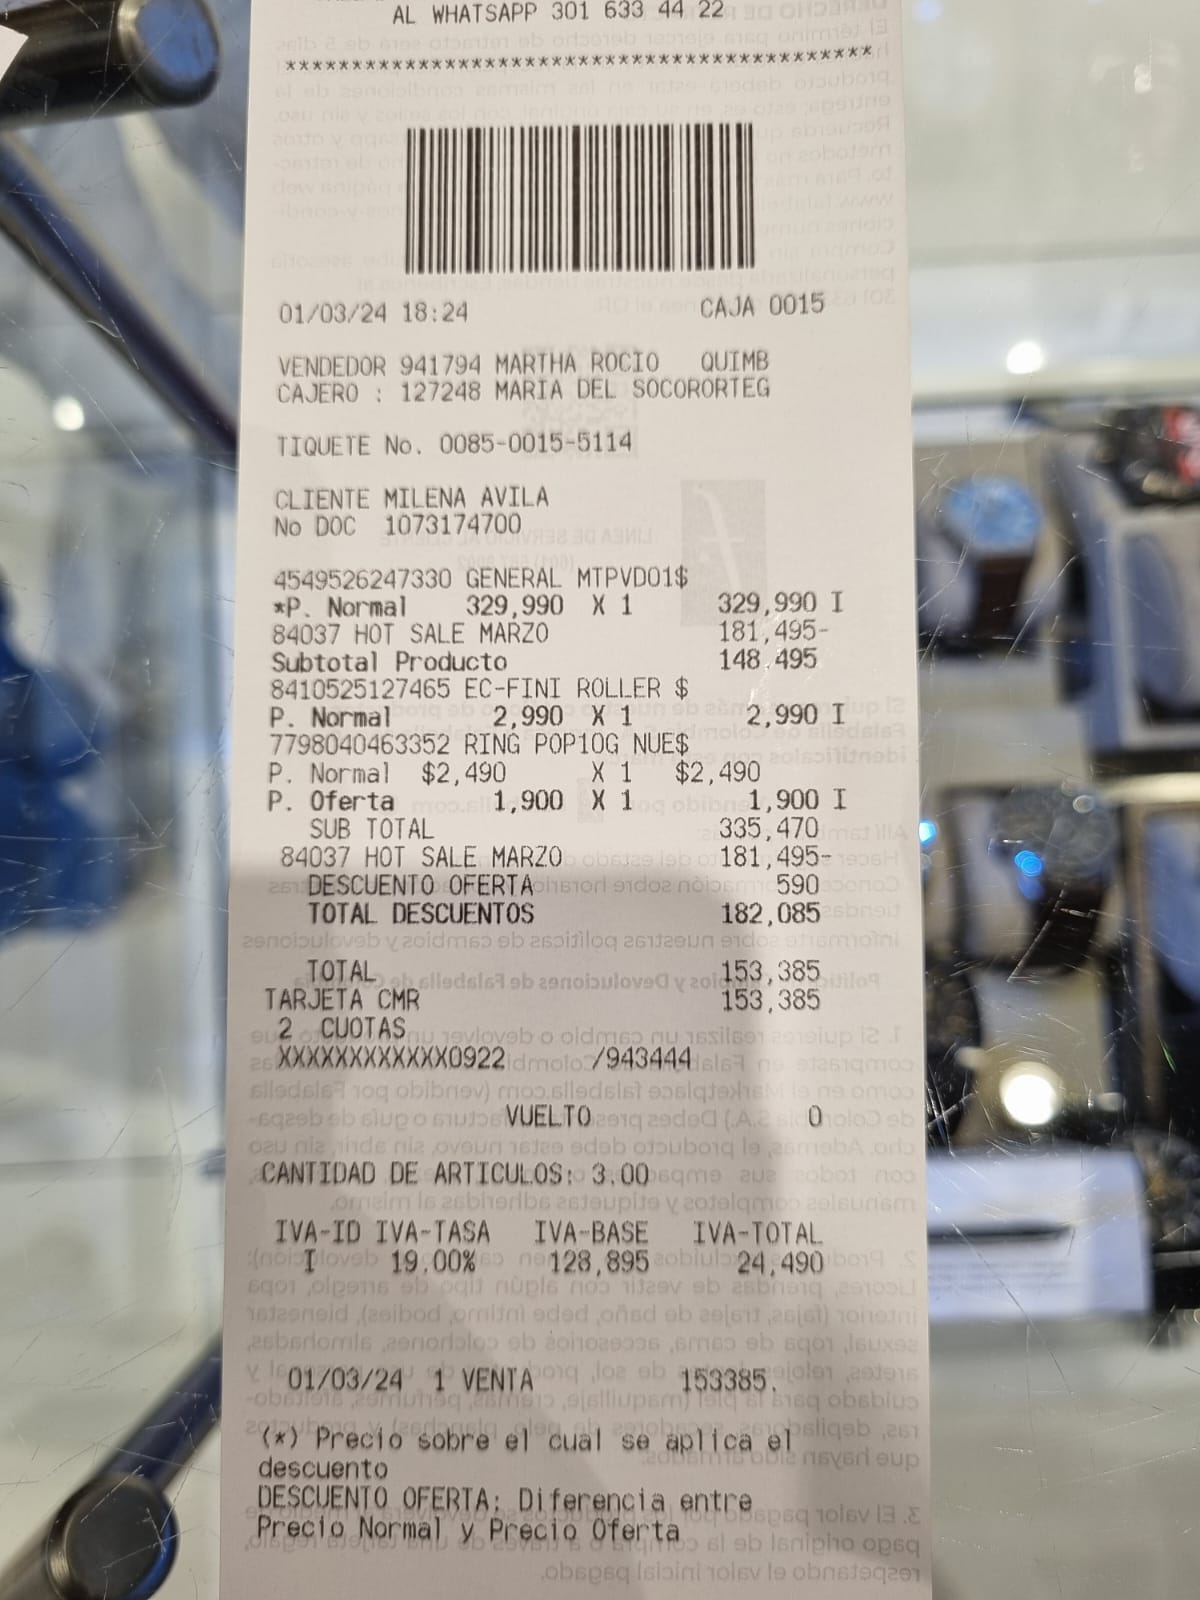 AL WHATSAPP 301 633 44 22
********************************************
01/03/24 18:24 CAJA 0015
VENDEDOR 941794 MARTHA ROCIO QUIMB
CAJERO : 127248 MARIA DEL SOCORORTEG
TIQUETE No. 0085-0015-5114
CLIENTE MILENA AVILA
No DOC 1073174700
4549526247330 GENERAL MTPVD01$
*P. Normal 329,990 X 1 329,990 I
84037 HOT SALE MARZO 181,495-
Subtotal Producto 148,495
8410525127465 EC-FINI ROLLER $
P. Normal 2,990 X 1 2,990 I
7798040463352 RING POP10G NUE$
P. Normal $2,490 X 1 $2,490
P. Oferta 1,900 X 1 1,900 I
SUB TOTAL 335,470
84037 HOT SALE MARZO 181,495-
DESCUENTO OFERTA 590
TOTAL DESCUENTOS 182,085
TOTAL 153,385
TARJETA CMR 153,385
2 CUOTAS
XXXXXXXXXXXX0922 /943444
VUELTO 0
CANTIDAD DE ARTICULOS: 3.00
IVA-ID IVA-TASA IVA-BASE IVA-TOTAL
I 19.00% 128,895 24,490
01/03/24 1 VENTA 153385.
(*) Precio sobre el cual se aplica el
descuento
DESCUENTO OFERTA: Diferencia entre
Precio Normal y Precio Oferta